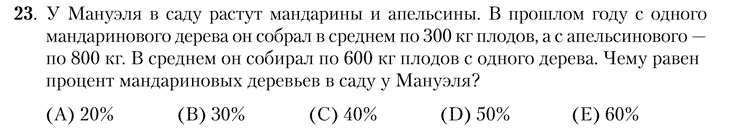 23. У Мануэля в саду растут мандарины и апельсины. В прошлом году с одного
мандаринового дерева он собрал в среднем по 300 кг плодов, а с апельсинового —
по 800 кг. В среднем он собирал по 600 кг плодов с одного дерева. Чему равен
процент мандариновых деревьев в саду у Мануэля?
(A) 20% (B) 30% (C) 40% (D) 50% (E) 60%